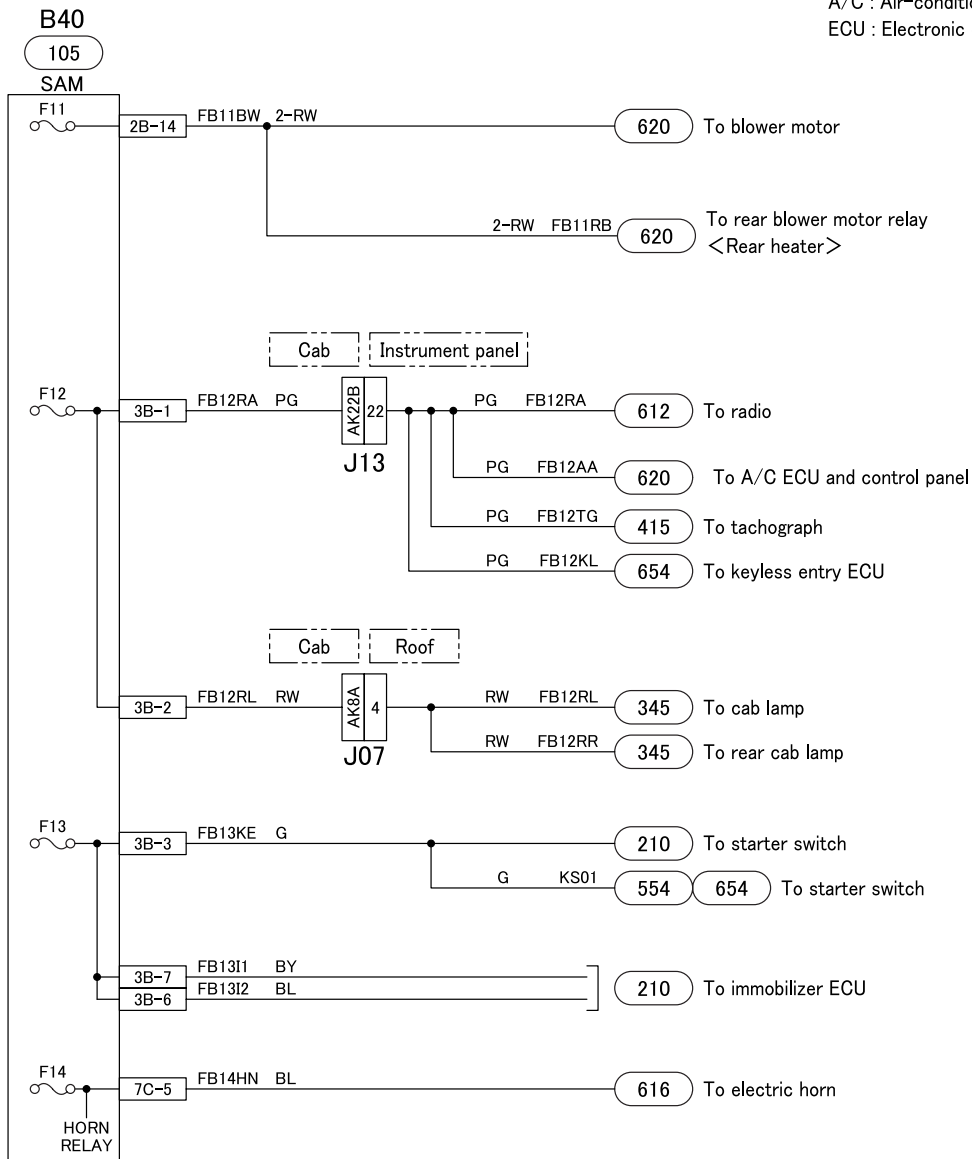 A/C : Air-conditio
ECU : Electronic
B40
105
SAM
F11
2B-14 FB11BW 2-RW 620 To blower motor
2-RW FB11RB 620 To rear blower motor relay
<Rear heater>
Cab Instrument panel
F12
3B-1 FB12RA PG AK22B 22 PG FB12RA 612 To radio
J13
PG FB12AA 620 To A/C ECU and control panel
PG FB12TG 415 To tachograph
PG FB12KL 654 To keyless entry ECU
Cab Roof
3B-2 FB12RL RW AK8A 4 RW FB12RL 345 To cab lamp
J07
RW FB12RR 345 To rear cab lamp
F13
3B-3 FB13KE G 210 To starter switch
G KS01 554 654 To starter switch
3B-7 FB13I1 BY
3B-6 FB13I2 BL
210 To immobilizer ECU
F14
7C-5 FB14HN BL 616 To electric horn
HORN
RELAY